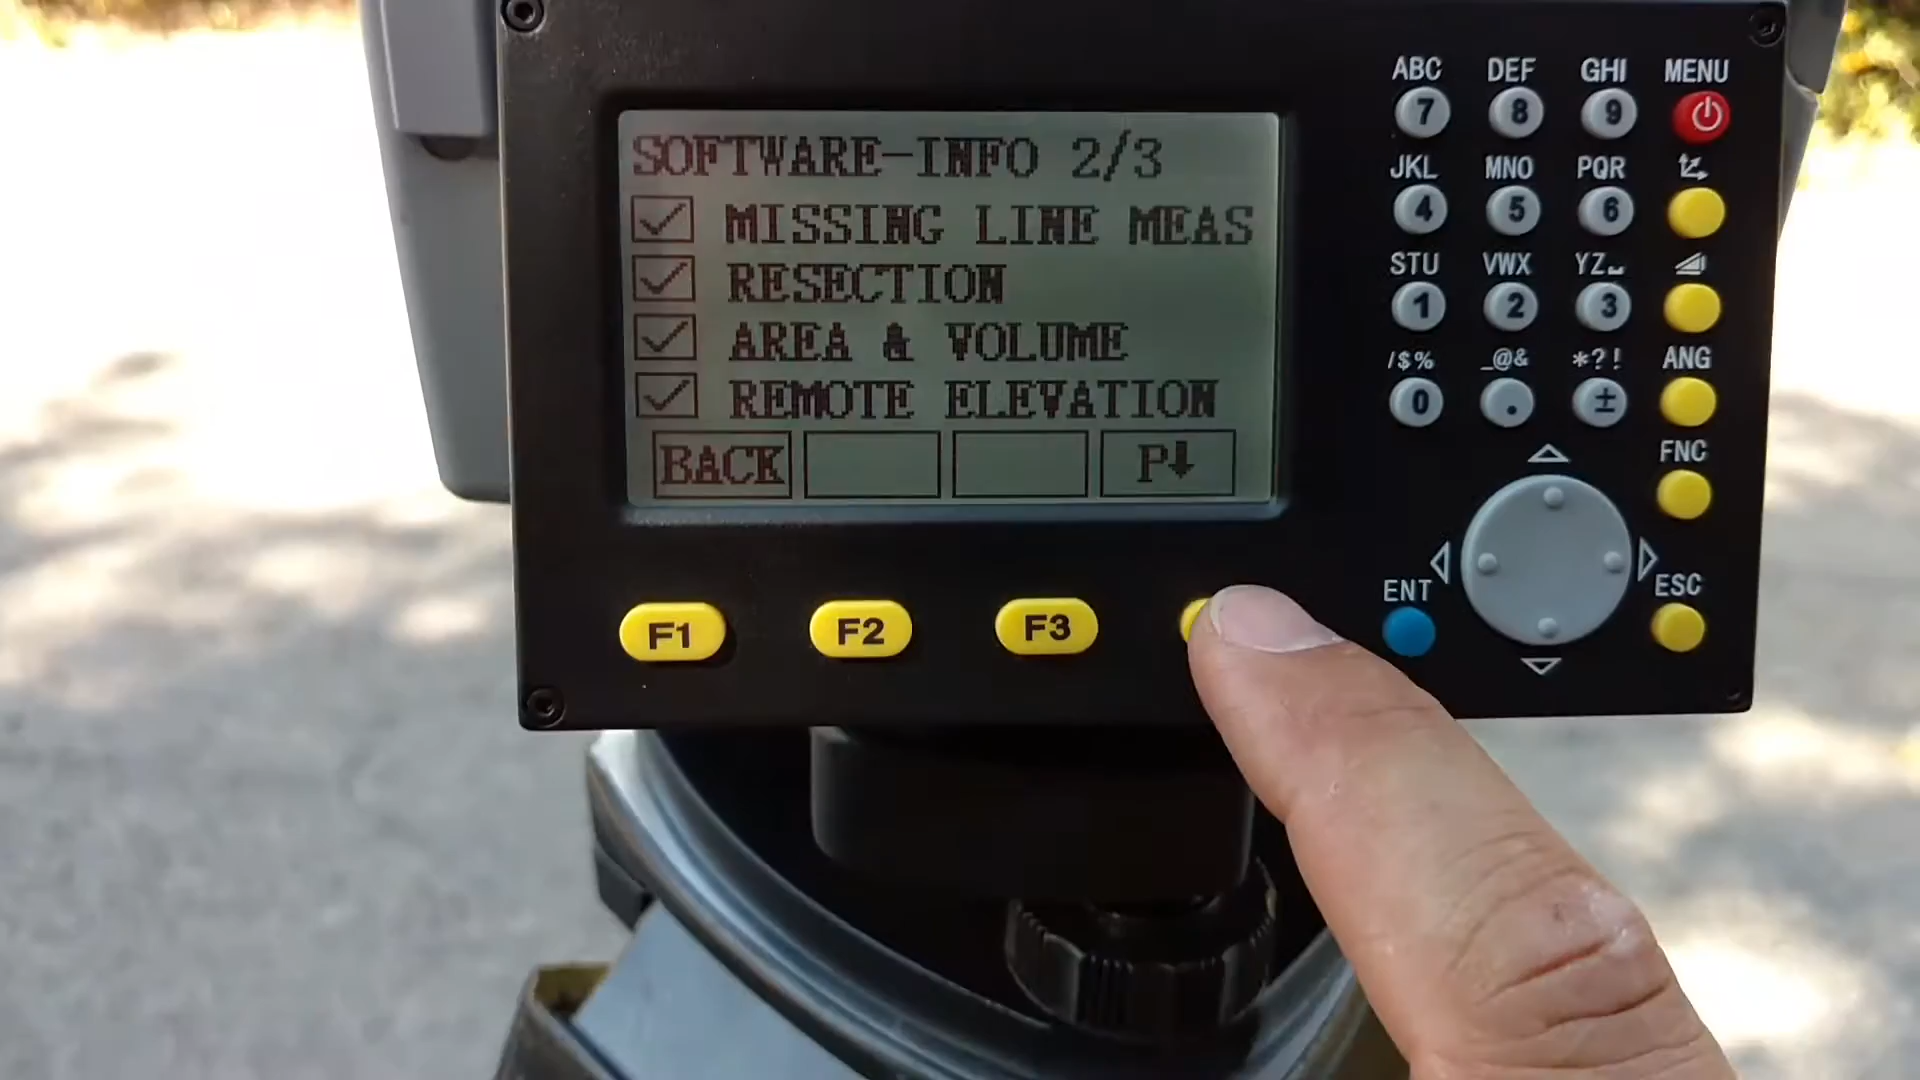 SOFTWARE-INFO 2/3
MISSING LINE MEAS
RESECTION
AREA & VOLUME
REMOTE ELEVATION
BACK P↓
F1 F2 F3
ABC DEF GHI MENU
7 8 9
JKL MNO PQR
4 5 6
STU VWX YZ␣
1 2 3
/$% _@& *?! ANG
0 . ±
FNC
ENT ESC